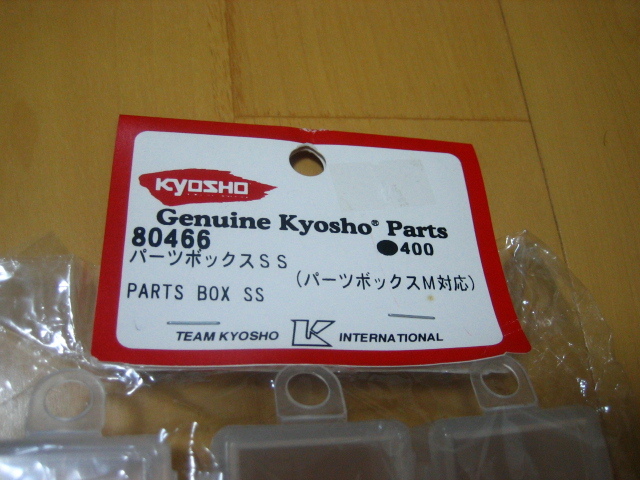 KYOSHO
Genuine Kyosho® Parts
80466 ●400
パーツボックスSS
(パーツボックスM対応)
PARTS BOX SS
TEAM KYOSHO K INTERNATIONAL